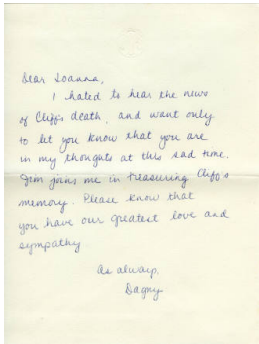 Dear Joanna,
I hated to hear the news
of Cliff's death, and want only
to let you know that you are
in my thoughts at this sad time.
Jim joins me in treasuring Cliff's
memory. Please know that
you have our greatest love and
sympathy
As always,
Dagny